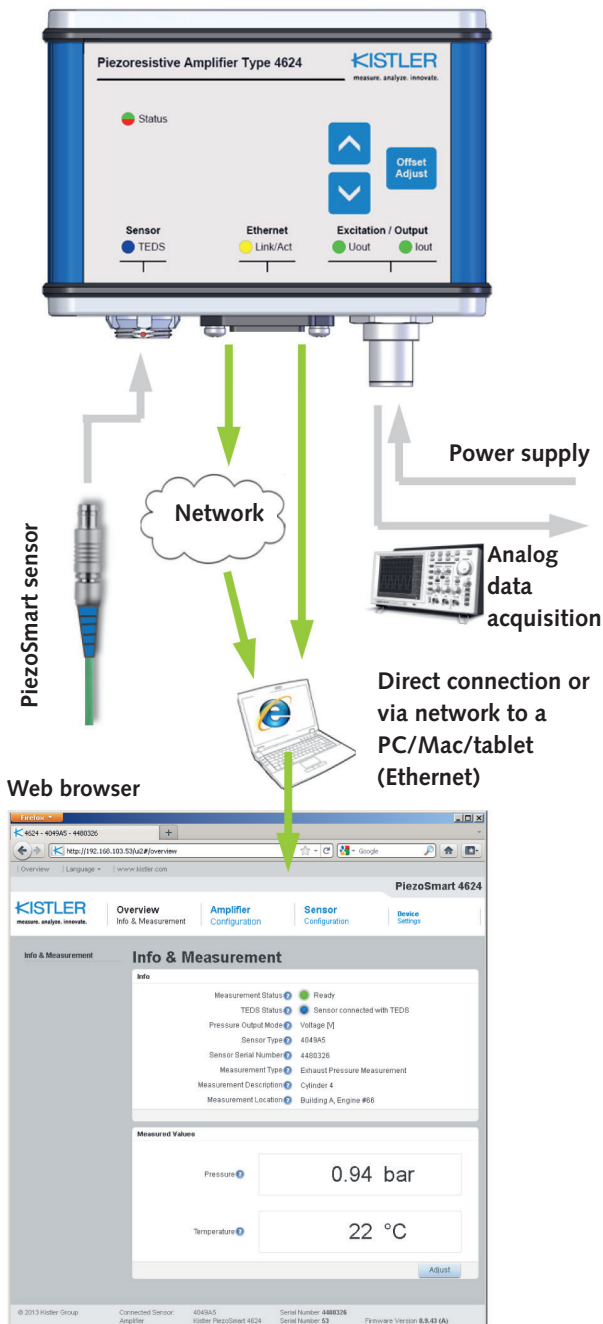 Piezoresistive Amplifier Type 4624
KISTLER
measure. analyze. innovate.
Status
Offset
Adjust
Sensor
TEDS
Ethernet
Link/Act
Excitation / Output
Uout
Iout
Power supply
Network
PiezoSmart sensor
Analog
data
acquisition
Direct connection or
via network to a
PC/Mac/tablet
(Ethernet)
Web browser
Firefox
4624 - 4049A5 - 4480326
http://192.168.103.53/ui2#/overview
Google
Overview
Language
www.kistler.com
PiezoSmart 4624
KISTLER
measure. analyze. innovate.
Overview
Info & Measurement
Amplifier
Configuration
Sensor
Configuration
Device
Settings
Info & Measurement
Info & Measurement
Info
Measurement Status Ready
TEDS Status Sensor connected with TEDS
Pressure Output Mode Voltage [V]
Sensor Type 4049A5
Sensor Serial Number 4480326
Measurement Type Exhaust Pressure Measurement
Measurement Description Cylinder 4
Measurement Location Building A, Engine #66
Measured Values
Pressure 0.94 bar
Temperature 22 °C
Adjust
© 2013 Kistler Group
Connected Sensor: 4049A5 Serial Number 4480326
Amplifier Kistler PiezoSmart 4624 Serial Number 53 Firmware Version 0.9.43 (A)